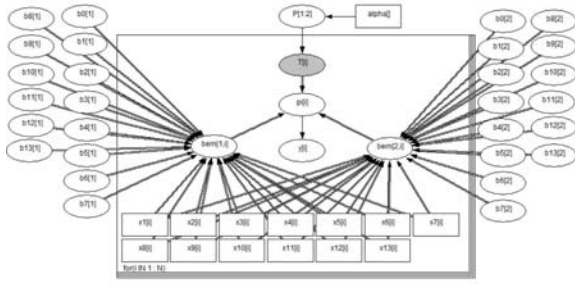 b8[1] b0[1] P[1:2] alpha[] b0[2] b8[2]
b9[1] b1[1] b1[2] b9[2]
b10[1] b2[1] T[i] b2[2] b10[2]
b11[1] b3[1] pi[i] b3[2] b11[2]
b12[1] b4[1] b4[2] b12[2]
b13[1] b5[1] bern[1,i] y[i] bern[2,i] b5[2] b13[2]
b6[1] b6[2]
b7[1] b7[2]
x1[i] x2[i] x3[i] x4[i] x5[i] x6[i] x7[i]
x8[i] x9[i] x10[i] x11[i] x12[i] x13[i]
for(i IN 1 : N)